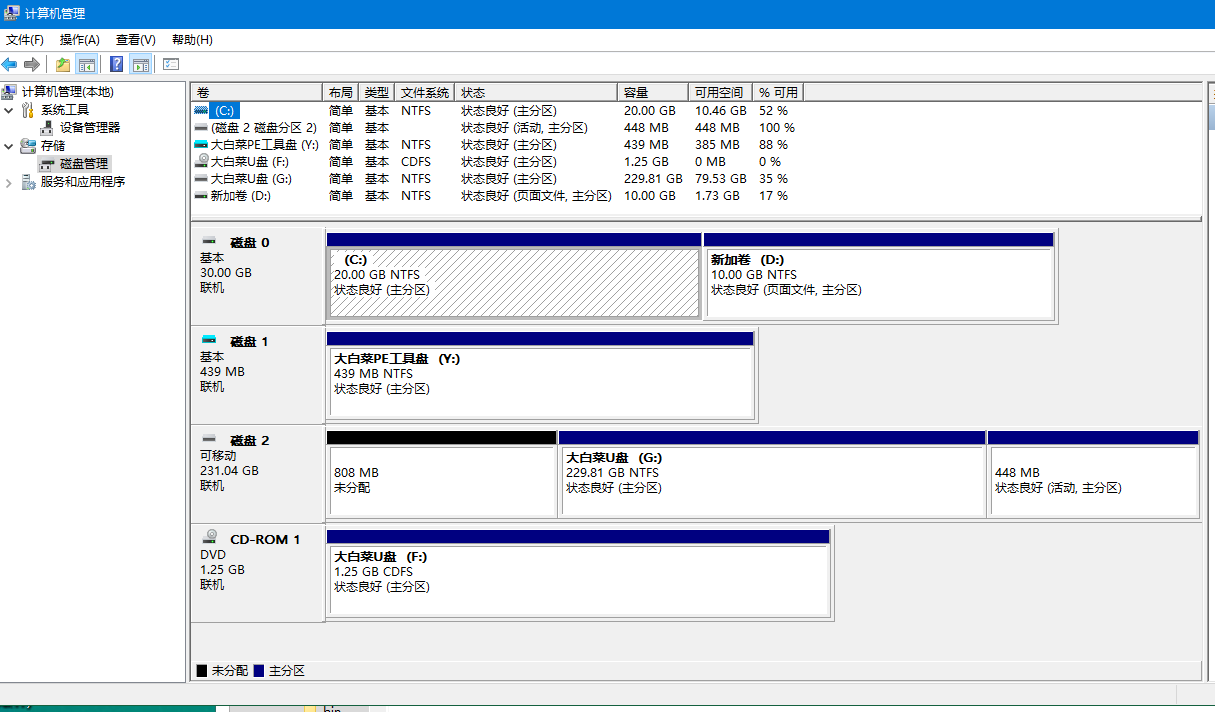 计算机管理
文件(F) 操作(A) 查看(V) 帮助(H)
计算机管理(本地)
系统工具
设备管理器
存储
磁盘管理
服务和应用程序
卷 布局 类型 文件系统 状态 容量 可用空间 % 可用
(C:) 简单 基本 NTFS 状态良好 (主分区) 20.00 GB 10.46 GB 52 %
(磁盘 2 磁盘分区 2) 简单 基本 状态良好 (活动, 主分区) 448 MB 448 MB 100 %
大白菜PE工具盘 (Y:) 简单 基本 NTFS 状态良好 (主分区) 439 MB 385 MB 88 %
大白菜U盘 (F:) 简单 基本 CDFS 状态良好 (主分区) 1.25 GB 0 MB 0 %
大白菜U盘 (G:) 简单 基本 NTFS 状态良好 (主分区) 229.81 GB 79.53 GB 35 %
新加卷 (D:) 简单 基本 NTFS 状态良好 (页面文件, 主分区) 10.00 GB 1.73 GB 17 %
磁盘 0
基本
30.00 GB
联机
(C:)
20.00 GB NTFS
状态良好 (主分区)
新加卷 (D:)
10.00 GB NTFS
状态良好 (页面文件, 主分区)
磁盘 1
基本
439 MB
联机
大白菜PE工具盘 (Y:)
439 MB NTFS
状态良好 (主分区)
磁盘 2
可移动
231.04 GB
联机
808 MB
未分配
大白菜U盘 (G:)
229.81 GB NTFS
状态良好 (主分区)
448 MB
状态良好 (活动, 主分区)
CD-ROM 1
DVD
1.25 GB
联机
大白菜U盘 (F:)
1.25 GB CDFS
状态良好 (主分区)
未分配 主分区
bin